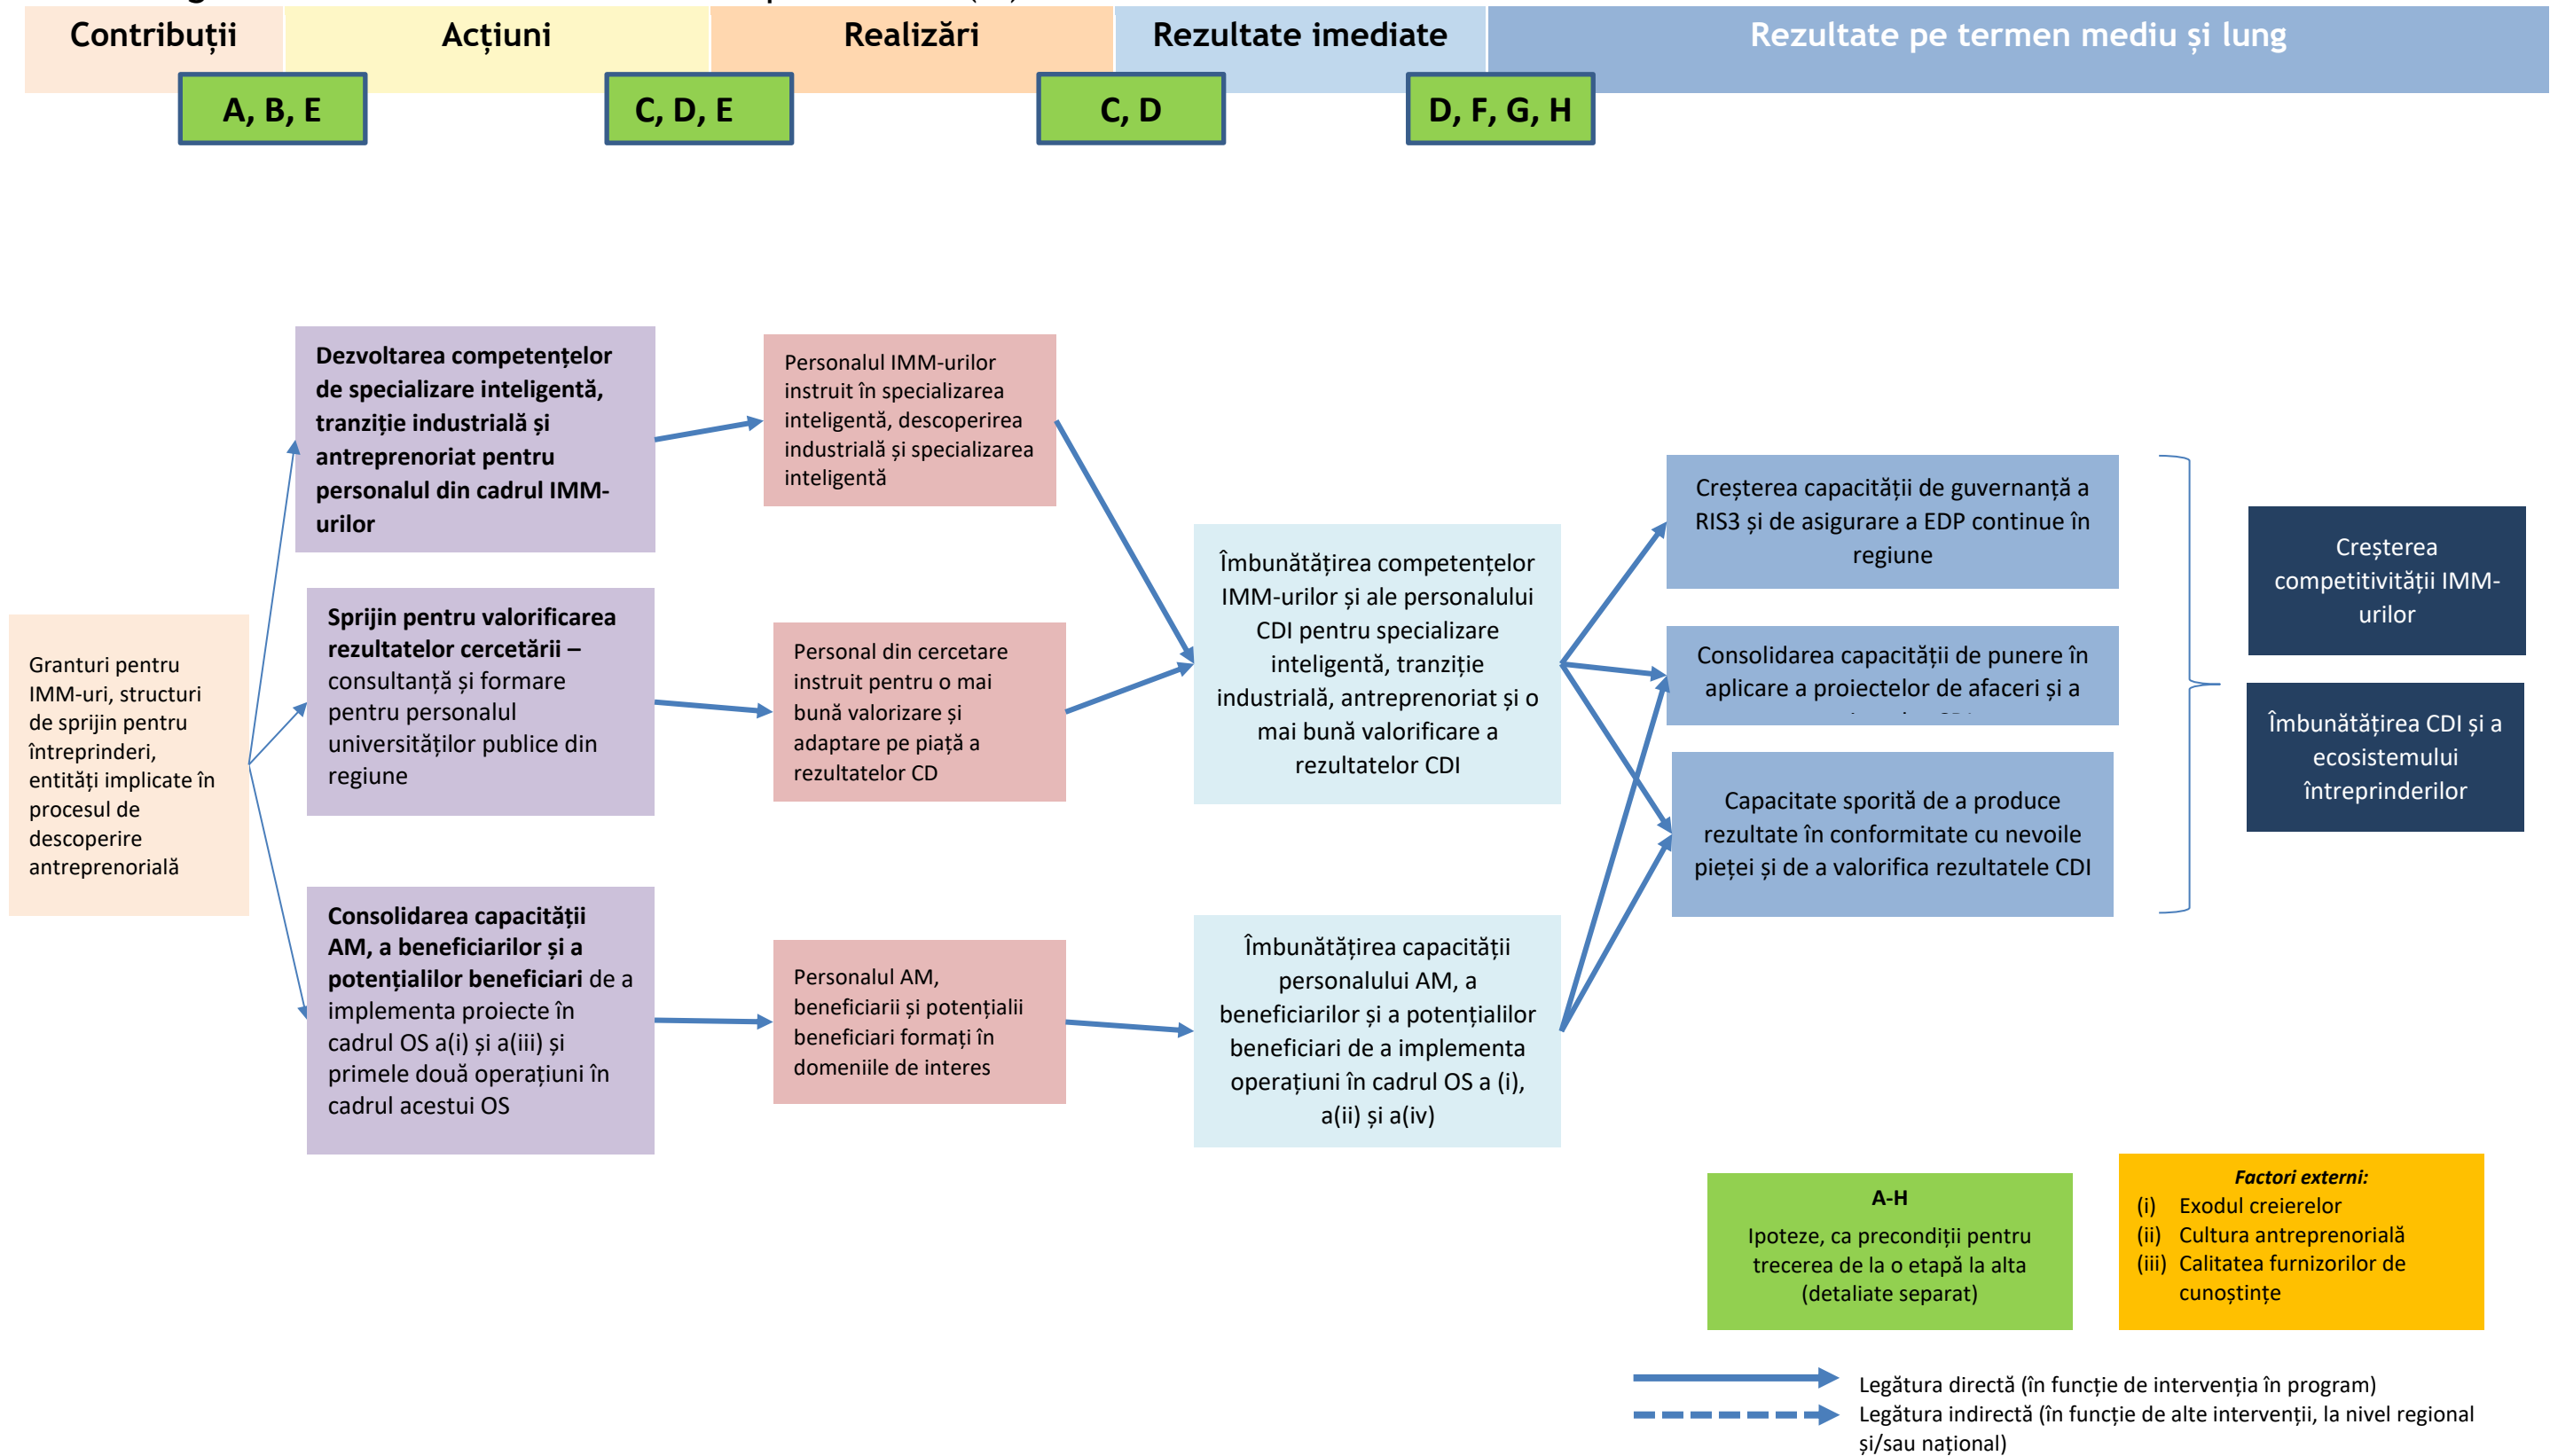 Contribuții
Acțiuni
Realizări
Rezultate imediate
Rezultate pe termen mediu și lung
A, B, E
C, D, E
C, D
D, F, G, H
Granturi pentru
IMM-uri, structuri
de sprijin pentru
întreprinderi,
entități implicate în
procesul de
descoperire
antreprenorială
Dezvoltarea competențelor
de specializare inteligentă,
tranziție industrială și
antreprenoriat pentru
personalul din cadrul IMM-
urilor
Sprijin pentru valorificarea
rezultatelor cercetării –
consultanță și formare
pentru personalul
universităților publice din
regiune
Consolidarea capacității
AM, a beneficiarilor și a
potențialilor beneficiari de a
implementa proiecte în
cadrul OS a(i) și a(iii) și
primele două operațiuni în
cadrul acestui OS
Personalul IMM-urilor
instruit în specializarea
inteligentă, descoperirea
industrială și specializarea
inteligentă
Personal din cercetare
instruit pentru o mai
bună valorizare și
adaptare pe piață a
rezultatelor CD
Personalul AM,
beneficiarii și potențialii
beneficiari formați în
domeniile de interes
Îmbunătățirea competențelor
IMM-urilor și ale personalului
CDI pentru specializare
inteligentă, tranziție
industrială, antreprenoriat și o
mai bună valorificare a
rezultatelor CDI
Îmbunătățirea capacității
personalului AM, a
beneficiarilor și a potențialilor
beneficiari de a implementa
operațiuni în cadrul OS a (i),
a(ii) și a(iv)
Creșterea capacității de guvernanță a
RIS3 și de asigurare a EDP continue în
regiune
Consolidarea capacității de punere în
aplicare a proiectelor de afaceri și a
Capacitate sporită de a produce
rezultate în conformitate cu nevoile
pieței și de a valorifica rezultatele CDI
Creșterea
competitivității IMM-
urilor
Îmbunătățirea CDI și a
ecosistemului
întreprinderilor
A-H
Ipoteze, ca precondiții pentru
trecerea de la o etapă la alta
(detaliate separat)
Factori externi:
(i) Exodul creierelor
(ii) Cultura antreprenorială
(iii) Calitatea furnizorilor de
cunoștințe
Legătura directă (în funcție de intervenția în program)
Legătura indirectă (în funcție de alte intervenții, la nivel regional
și/sau național)